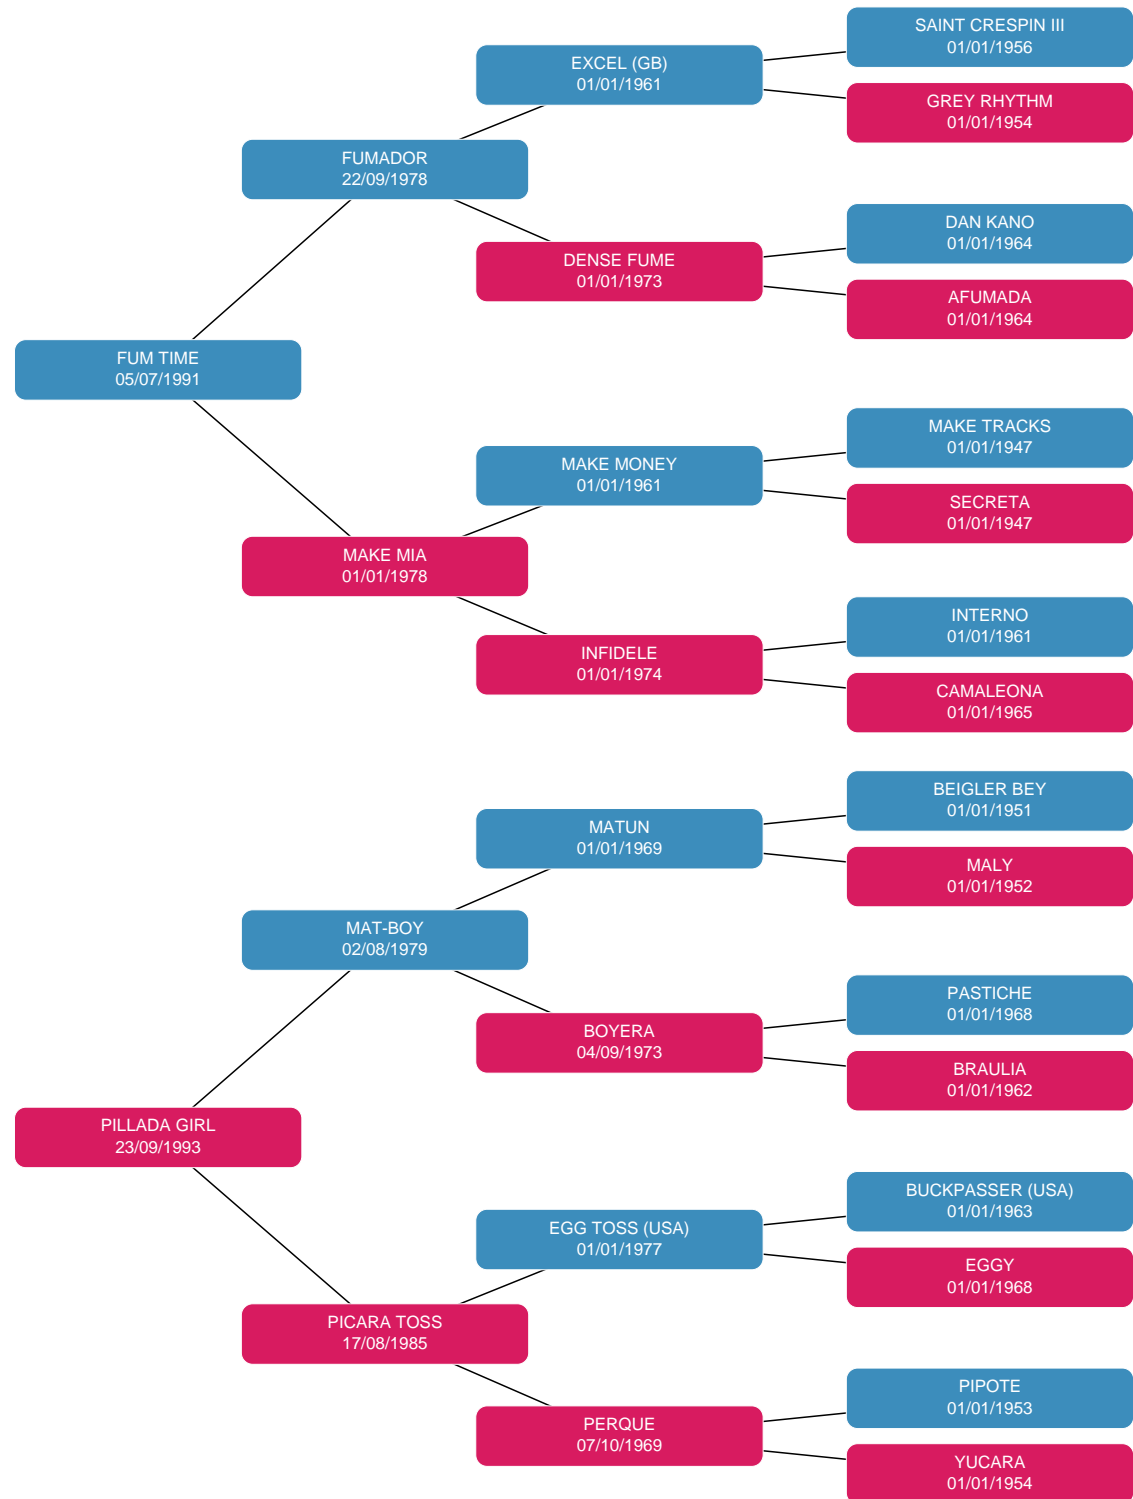 SAINT CRESPIN III
01/01/1956
EXCEL (GB)
01/01/1961
GREY RHYTHM
01/01/1954
FUMADOR
22/09/1978
DAN KANO
01/01/1964
DENSE FUME
01/01/1973
AFUMADA
01/01/1964
FUM TIME
05/07/1991
MAKE TRACKS
01/01/1947
MAKE MONEY
01/01/1961
SECRETA
01/01/1947
MAKE MIA
01/01/1978
INTERNO
01/01/1961
INFIDELE
01/01/1974
CAMALEONA
01/01/1965
BEIGLER BEY
01/01/1951
MATUN
01/01/1969
MALY
01/01/1952
MAT-BOY
02/08/1979
PASTICHE
01/01/1968
BOYERA
04/09/1973
BRAULIA
01/01/1962
PILLADA GIRL
23/09/1993
BUCKPASSER (USA)
01/01/1963
EGG TOSS (USA)
01/01/1977
EGGY
01/01/1968
PICARA TOSS
17/08/1985
PIPOTE
01/01/1953
PERQUE
07/10/1969
YUCARA
01/01/1954